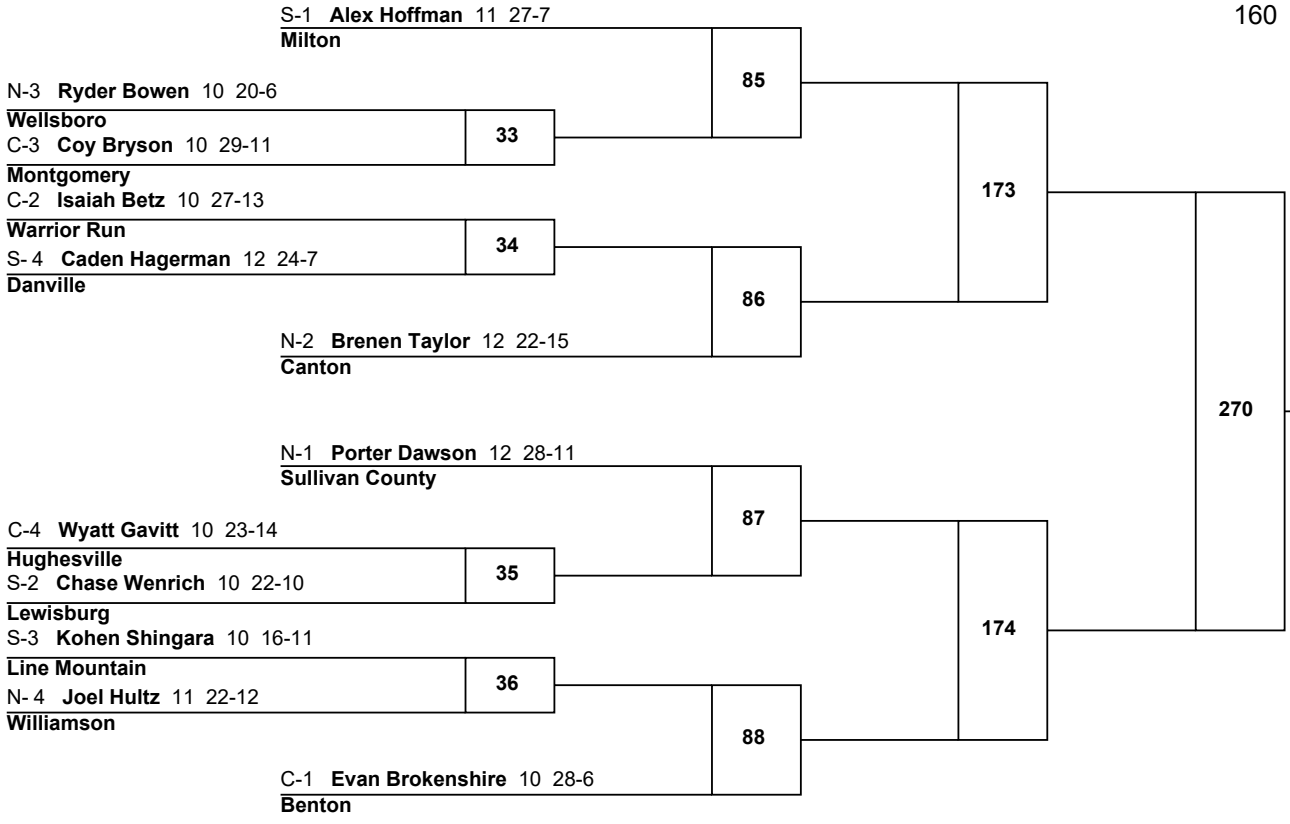 S-1 Alex Hoffman 11 27-7
160
Milton
85
N-3 Ryder Bowen 10 20-6
Wellsboro
33
C-3 Coy Bryson 10 29-11
Montgomery
C-2 Isaiah Betz 10 27-13
173
Warrior Run
34
S- 4 Caden Hagerman 12 24-7
Danville
86
N-2 Brenen Taylor 12 22-15
Canton
270
N-1 Porter Dawson 12 28-11
Sullivan County
87
C-4 Wyatt Gavitt 10 23-14
Hughesville
35
S-2 Chase Wenrich 10 22-10
Lewisburg
S-3 Kohen Shingara 10 16-11
174
Line Mountain
36
N- 4 Joel Hultz 11 22-12
Williamson
88
C-1 Evan Brokenshire 10 28-6
Benton